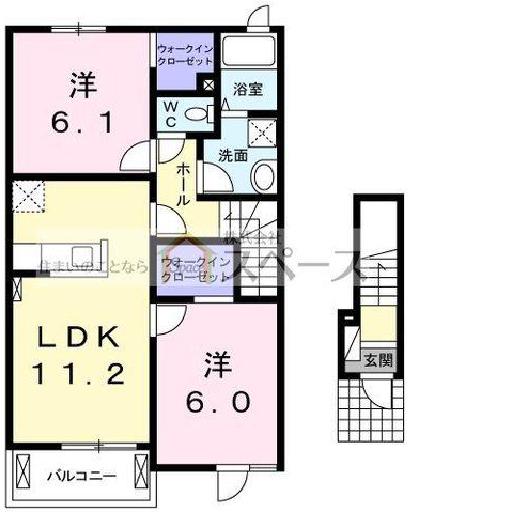 ウォークイン
クローゼット
洋
6.1
浴室
WC
洗面
ホール
株式会社
住まいのことなら
Space
スペース
ウォークイン
クローゼット
LDK
11.2
洋
6.0
玄関
バルコニー